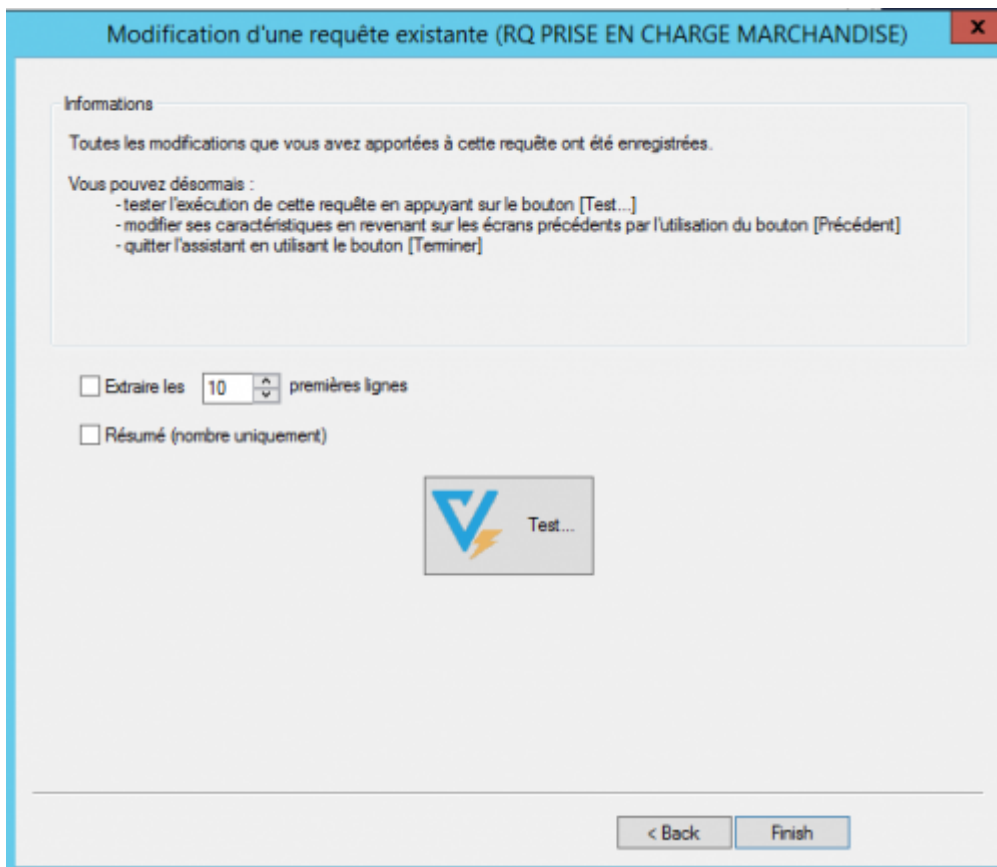 Modification d'une requête existante (RQ PRISE EN CHARGE MARCHANDISE)
x
Informations
Toutes les modifications que vous avez apportées à cette requête ont été enregistrées.
Vous pouvez désormais :
- tester l'exécution de cette requête en appuyant sur le bouton [Test...]
- modifier ses caractéristiques en revenant sur les écrans précédents par l'utilisation du bouton [Précédent]
- quitter l'assistant en utilisant le bouton [Terminer]
Extraire les 10 premières lignes
Résumé (nombre uniquement)
Test...
< Back Finish